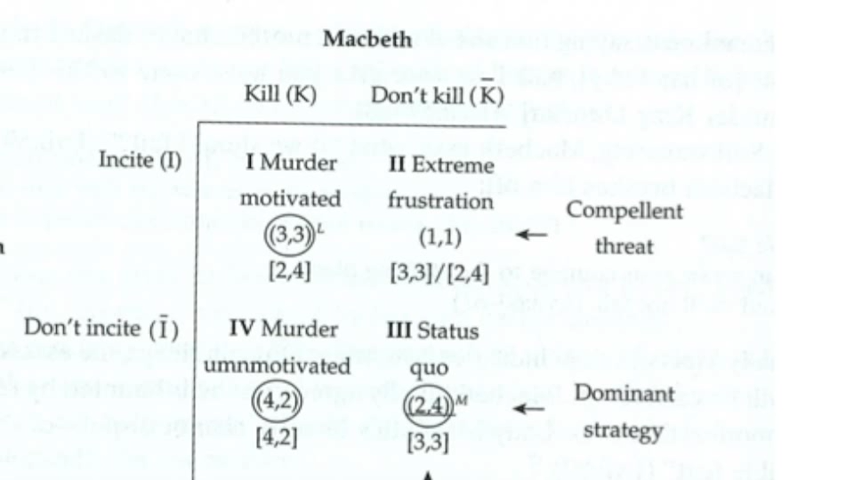 Macbeth
Kill (K) Don't kill (K̄)
Incite (I) I Murder II Extreme
motivated frustration Compellent
(3,3)ᴸ (1,1) ← threat
[2,4] [3,3]/[2,4]
Don't incite (Ī) IV Murder III Status
umnmotivated quo Dominant
(4,2) (2,4)ᴹ ← strategy
[4,2] [3,3]